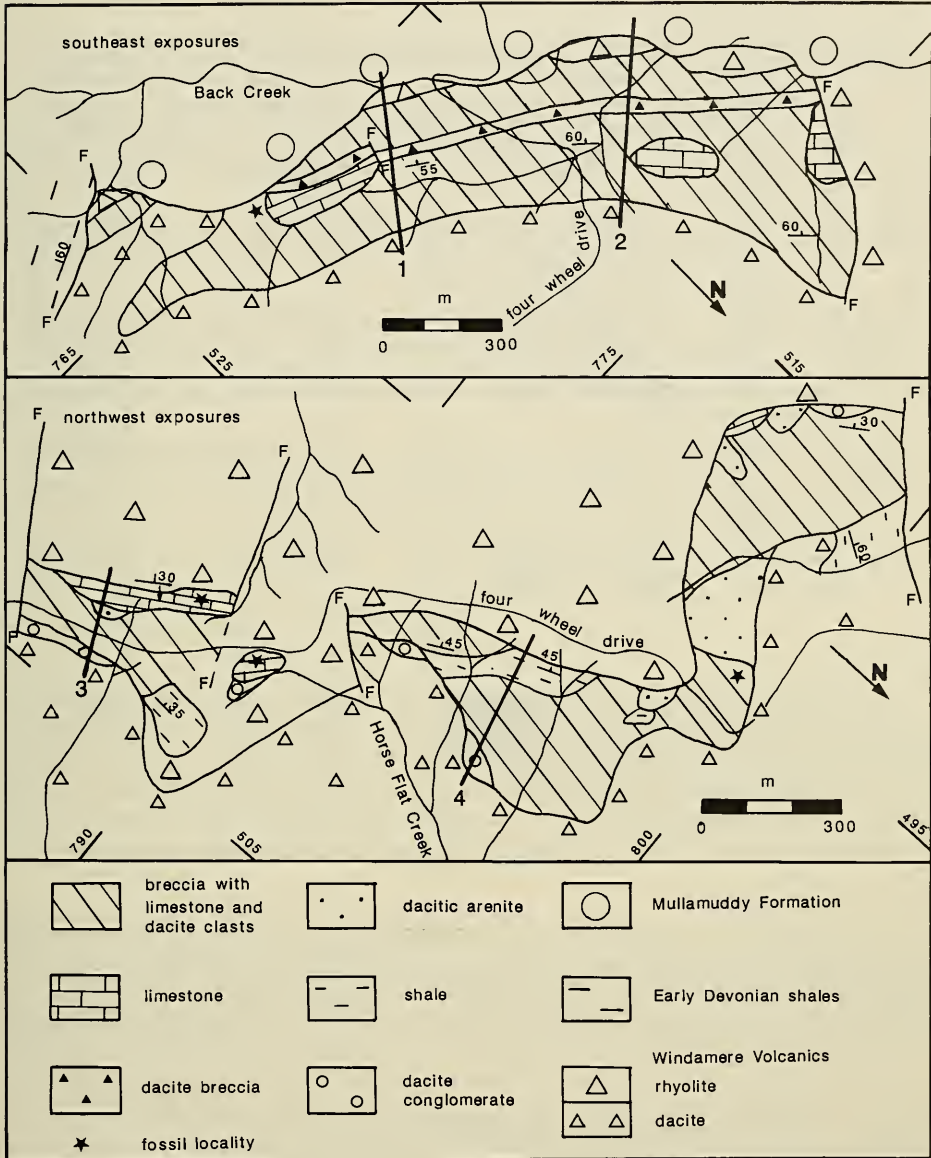 southeast exposures
Back Creek
F
F
F
60
55
60
F
F
60
1
2
four wheel drive
60
F
F
N
m
0 300
765
525
775
515
northwest exposures
F
F
F
30
30
F
60
four wheel drive
F
F
45
45
F
3
35
F
F
N
Horse Flat Creek
4
m
0 300
790
505
800
495
breccia with
limestone and
dacite clasts
dacitic arenite
Mullamuddy Formation
limestone
shale
Early Devonian shales
dacite breccia
dacite
conglomerate
Windamere Volcanics
rhyolite
dacite
fossil locality